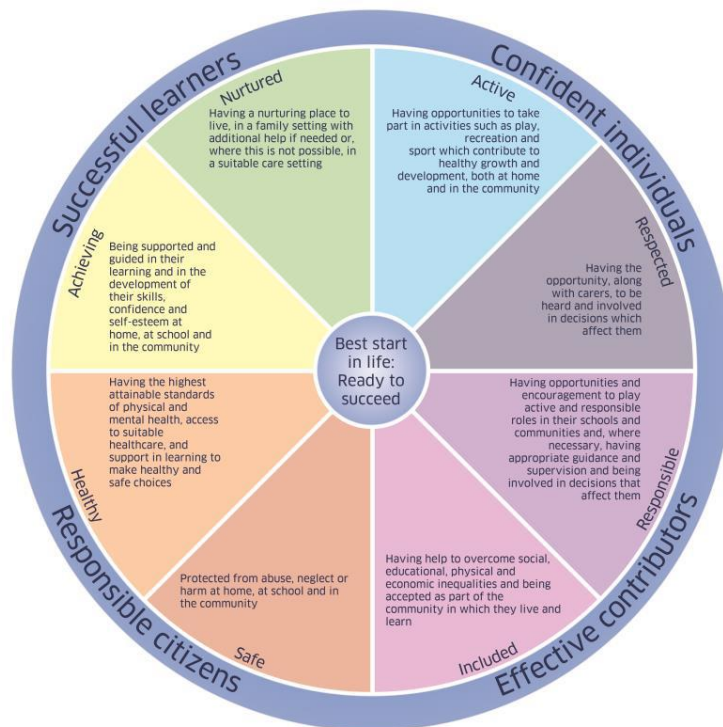 Successful learners
Confident individuals
Nurtured
Having a nurturing place to
live, in a family setting with
additional help if needed or,
where this is not possible, in
a suitable care setting
Active
Having opportunities to take
part in activities such as play,
recreation and
sport which contribute to
healthy growth and
development, both at home
and in the community
Achieving
Being supported and
guided in their
learning and in the
development of
their skills,
confidence and
self-esteem at
home, at school and
in the community
Respected
Having the
opportunity, along
with carers, to be
heard and involved
in decisions which
affect them
Best start
in life:
Ready to
succeed
Healthy
Having the highest
attainable standards
of physical and
mental health, access
to suitable
healthcare, and
support in learning to
make healthy and
safe choices
Responsible
Having opportunities and
encouragement to play
active and responsible
roles in their schools and
communities and, where
necessary, having
appropriate guidance and
supervision and being
involved in decisions that
affect them
Safe
Protected from abuse, neglect or
harm at home, at school and in
the community
Included
Having help to overcome social,
educational, physical and
economic inequalities and being
accepted as part of the
community in which they live and
learn
Responsible citizens
Effective contributors